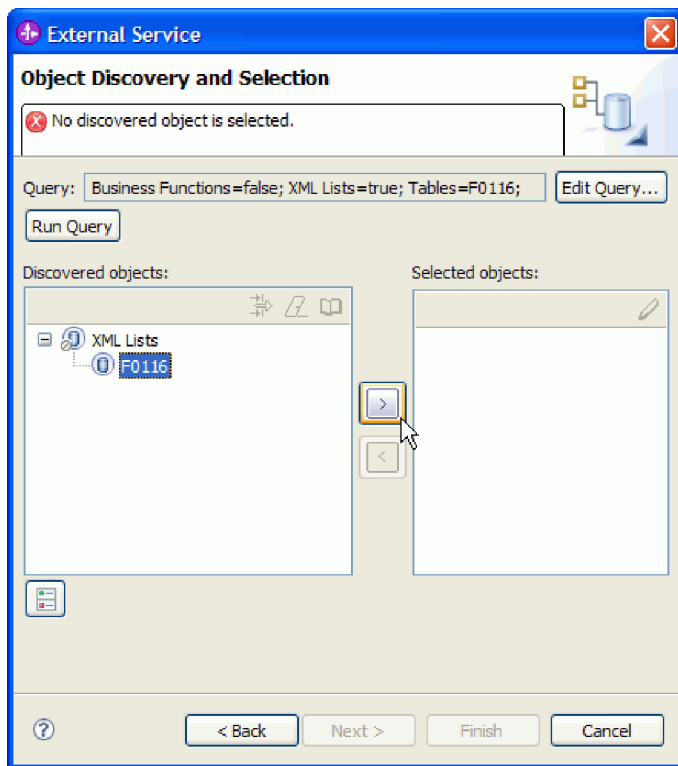 External Service
Object Discovery and Selection
No discovered object is selected.
Query: Business Functions=false; XML Lists=true; Tables=F0116; Edit Query...
Run Query
Discovered objects: Selected objects:
XML Lists
F0116
>
<
? < Back Next > Finish Cancel